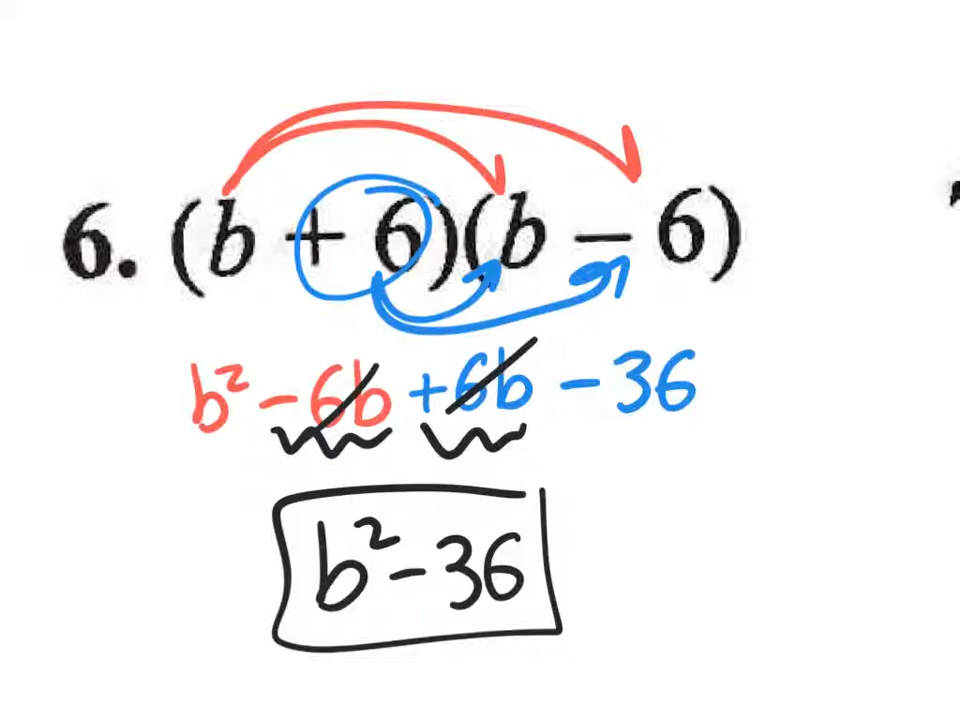 6. (b + 6)(b – 6)
b² - 6b + 6b - 36
b² - 36